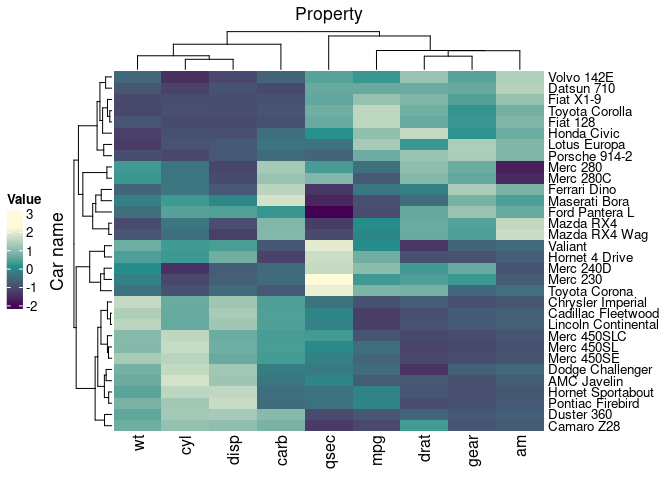 Property
Volvo 142E
Datsun 710
Fiat X1-9
Toyota Corolla
Fiat 128
Honda Civic
Lotus Europa
Porsche 914-2
Merc 280
Merc 280C
Ferrari Dino
Maserati Bora
Ford Pantera L
Mazda RX4
Mazda RX4 Wag
Valiant
Hornet 4 Drive
Merc 240D
Merc 230
Toyota Corona
Chrysler Imperial
Cadillac Fleetwood
Lincoln Continental
Merc 450SLC
Merc 450SL
Merc 450SE
Dodge Challenger
AMC Javelin
Hornet Sportabout
Pontiac Firebird
Duster 360
Camaro Z28
Value
3
2
1
0
-1
-2
Car name
wt
cyl
disp
carb
qsec
mpg
drat
gear
am